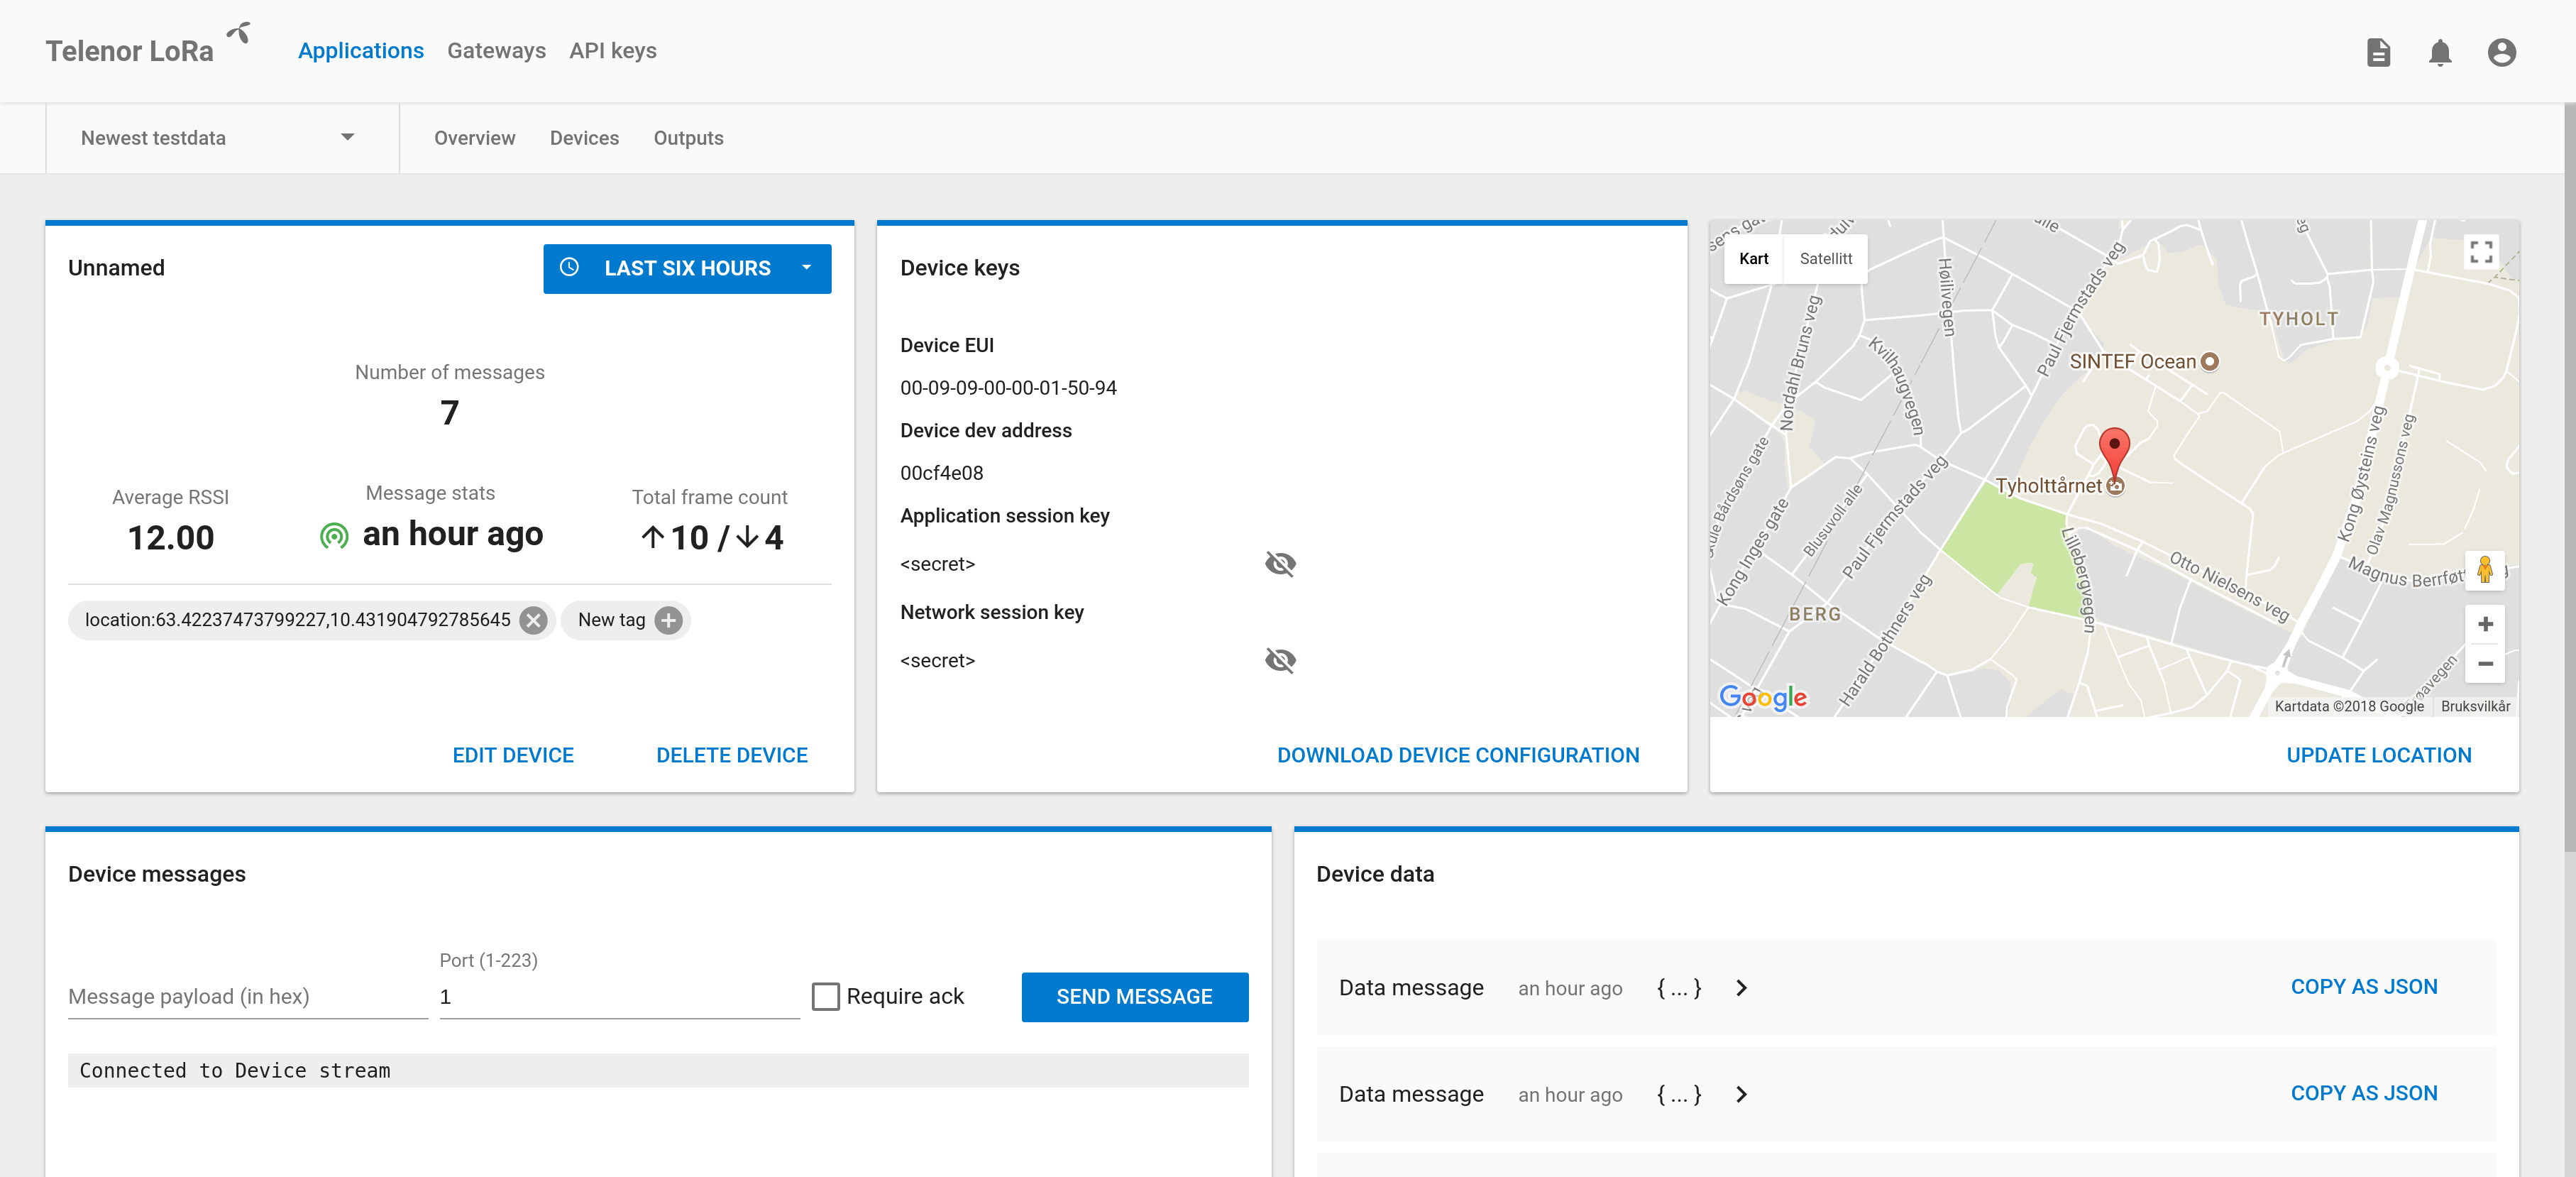 Telenor LoRa
Applications Gateways API keys
Newest testdata
Overview Devices Outputs
Unnamed
LAST SIX HOURS
Number of messages
7
Average RSSI
12.00
Message stats
an hour ago
Total frame count
↑10 / ↓4
location:63.42237473799227,10.431904792785645
New tag
EDIT DEVICE
DELETE DEVICE
Device keys
Device EUI
00-09-09-00-00-01-50-94
Device dev address
00cf4e08
Application session key
<secret>
Network session key
<secret>
DOWNLOAD DEVICE CONFIGURATION
Kart Satellitt
Høilivegen
Nordahl Bruns veg
Kvilhaugvegen
Paul Fjermstads veg
TYHOLT
SINTEF Ocean
Tyholttårnet
Kong Øysteins veg
Olav Magnussons veg
Bårdsøns gate
Kong Inges gate
Blusuvoll alle
Paul Fjermstads veg
Lillebergvegen
Otto Nielsens veg
Magnus Berrføt
BERG
Harald Bothners veg
Google
Kartdata ©2018 Google
Bruksvilkår
UPDATE LOCATION
Device messages
Message payload (in hex)
Port (1-223)
1
Require ack
SEND MESSAGE
Connected to Device stream
Device data
Data message an hour ago { ... } COPY AS JSON
Data message an hour ago { ... } COPY AS JSON